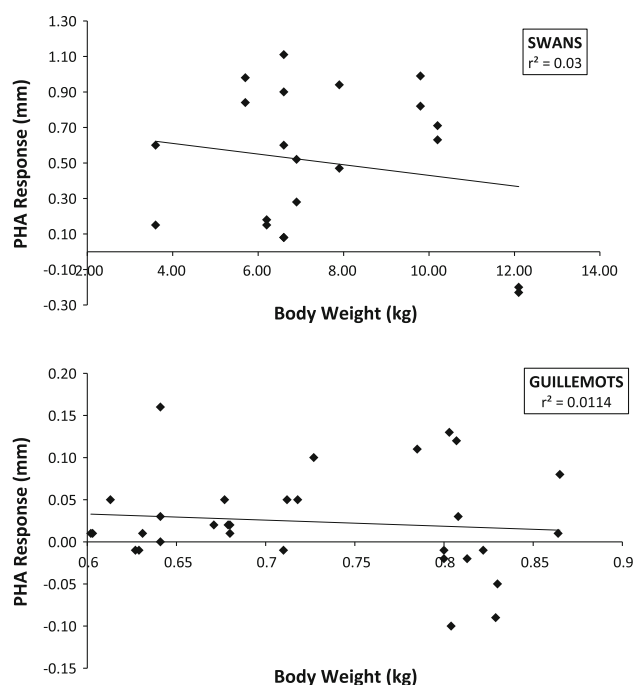 1.30
SWANS
r² = 0.03
1.10
0.90
0.70
0.50
0.30
0.10
-0.10
-0.30
PHA Response (mm)
2.00 4.00 6.00 8.00 10.00 12.00 14.00
Body Weight (kg)
0.20
GUILLEMOTS
r² = 0.0114
0.15
0.10
0.05
0.00
-0.05
-0.10
-0.15
PHA Response (mm)
0.6 0.65 0.7 0.75 0.8 0.85 0.9
Body Weight (kg)